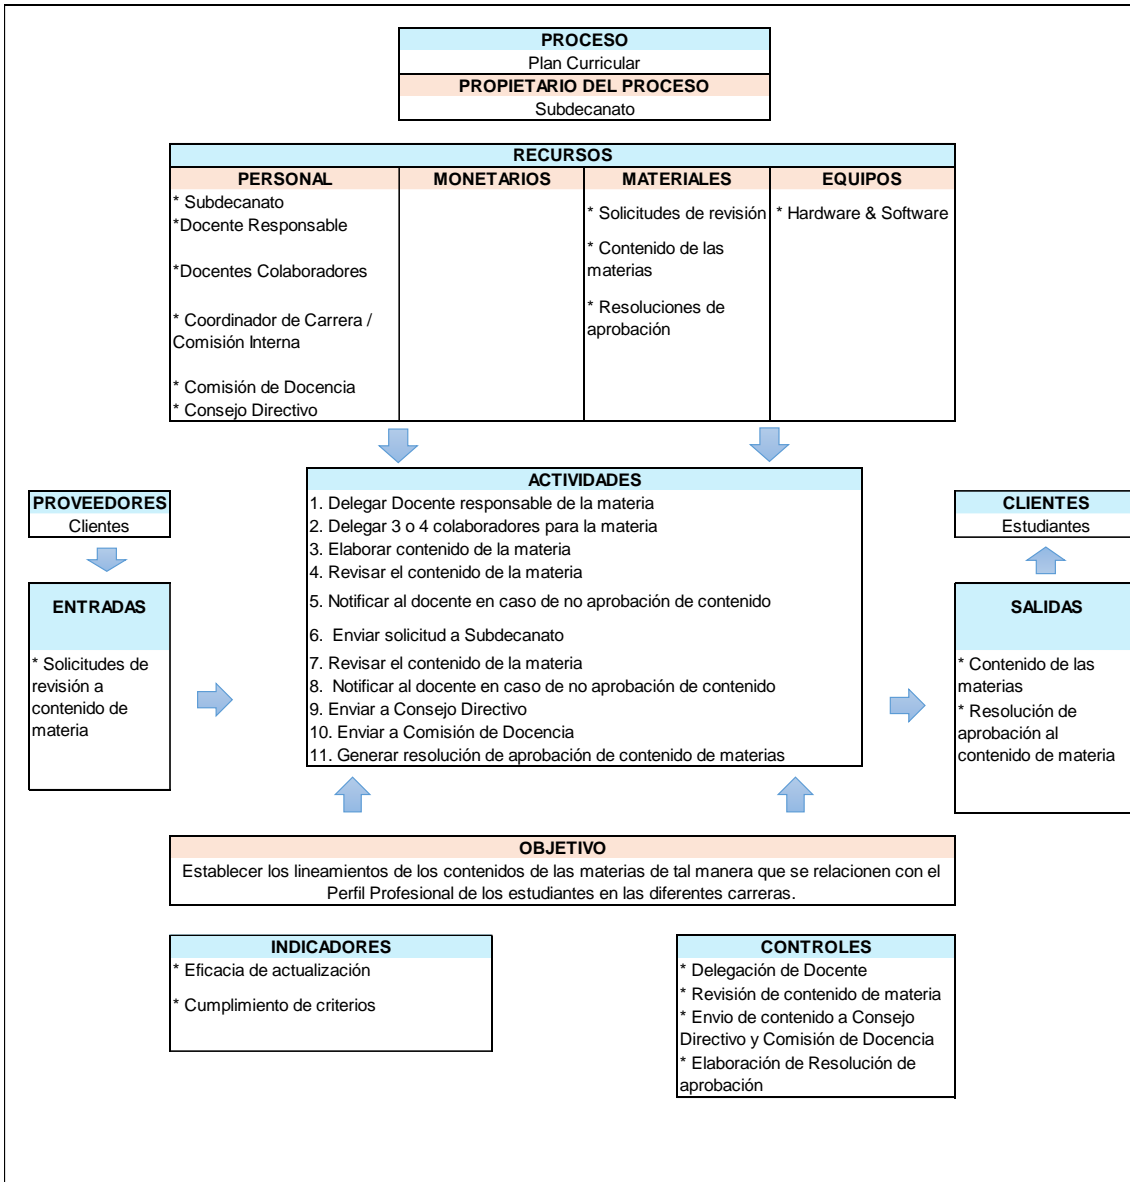 PROCESO
Plan Curricular
PROPIETARIO DEL PROCESO
Subdecanato
RECURSOS
PERSONAL
* Subdecanato
*Docente Responsable
*Docentes Colaboradores
* Coordinador de Carrera /
Comisión Interna
* Comisión de Docencia
* Consejo Directivo
MONETARIOS
MATERIALES
* Solicitudes de revisión
* Contenido de las
materias
* Resoluciones de
aprobación
EQUIPOS
* Hardware & Software
PROVEEDORES
Clientes
ENTRADAS
* Solicitudes de
revisión a
contenido de
materia
ACTIVIDADES
1. Delegar Docente responsable de la materia
2. Delegar 3 o 4 colaboradores para la materia
3. Elaborar contenido de la materia
4. Revisar el contenido de la materia
5. Notificar al docente en caso de no aprobación de contenido
6.  Enviar solicitud a Subdecanato
7. Revisar el contenido de la materia
8.  Notificar al docente en caso de no aprobación de contenido
9. Enviar a Consejo Directivo
10. Enviar a Comisión de Docencia
11. Generar resolución de aprobación de contenido de materias
CLIENTES
Estudiantes
SALIDAS
* Contenido de las
materias
* Resolución de
aprobación al
contenido de materia
OBJETIVO
Establecer los lineamientos de los contenidos de las materias de tal manera que se relacionen con el
Perfil Profesional de los estudiantes en las diferentes carreras.
INDICADORES
* Eficacia de actualización
* Cumplimiento de criterios
CONTROLES
* Delegación de Docente
* Revisión de contenido de materia
* Envio de contenido a Consejo
Directivo y Comisión de Docencia
* Elaboración de Resolución de
aprobación